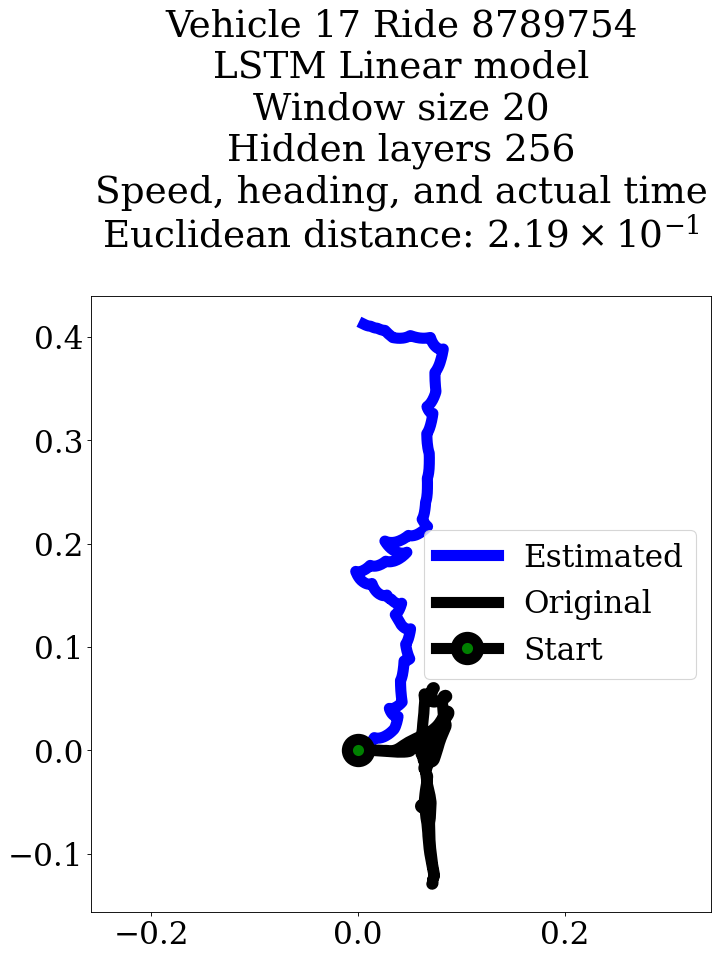 Vehicle 17 Ride 8789754
LSTM Linear model
Window size 20
Hidden layers 256
Speed, heading, and actual time
Euclidean distance: 2.19 × 10⁻¹
0.4
0.3
0.2
0.1
0.0
−0.1
Estimated
Original
Start
−0.2
0.0
0.2